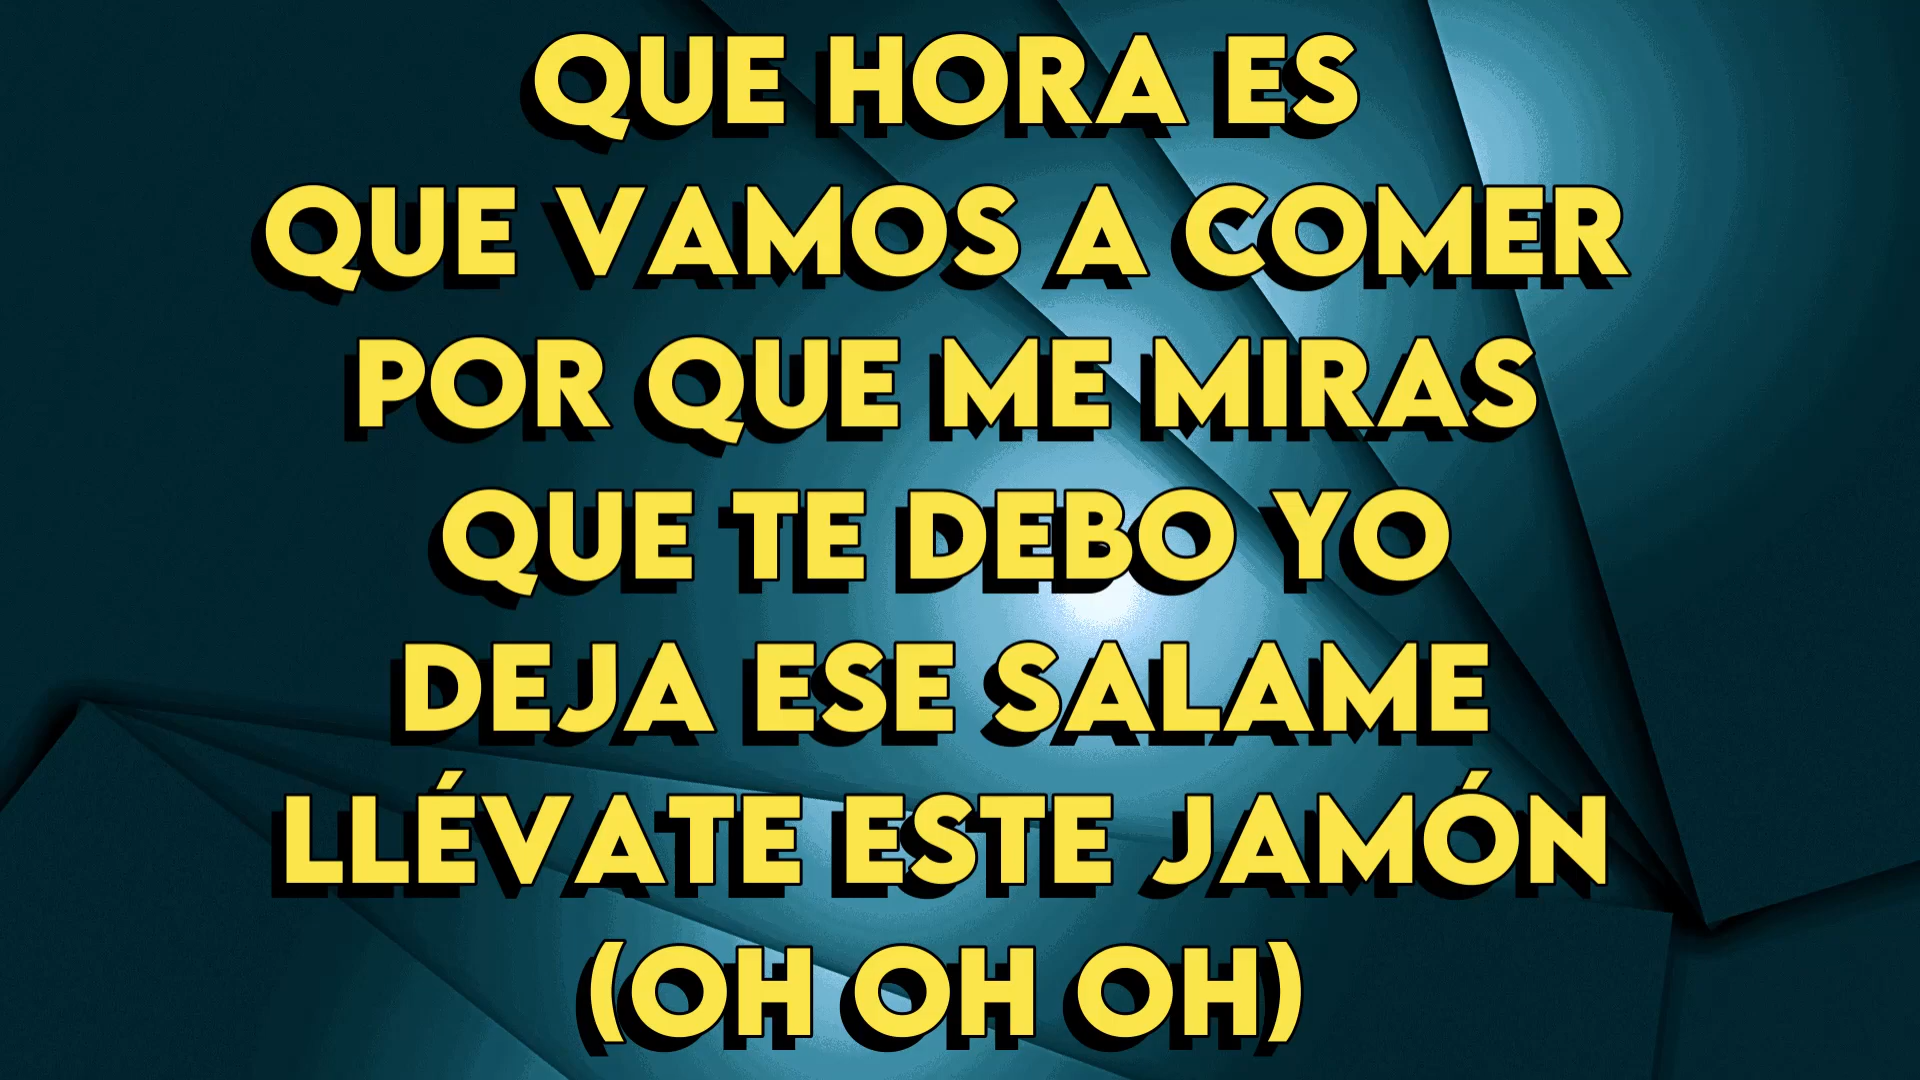 QUE HORA ES
QUE VAMOS A COMER
POR QUE ME MIRAS
QUE TE DEBO YO
DEJA ESE SALAME
LLÉVATE ESTE JAMÓN
(OH OH OH)